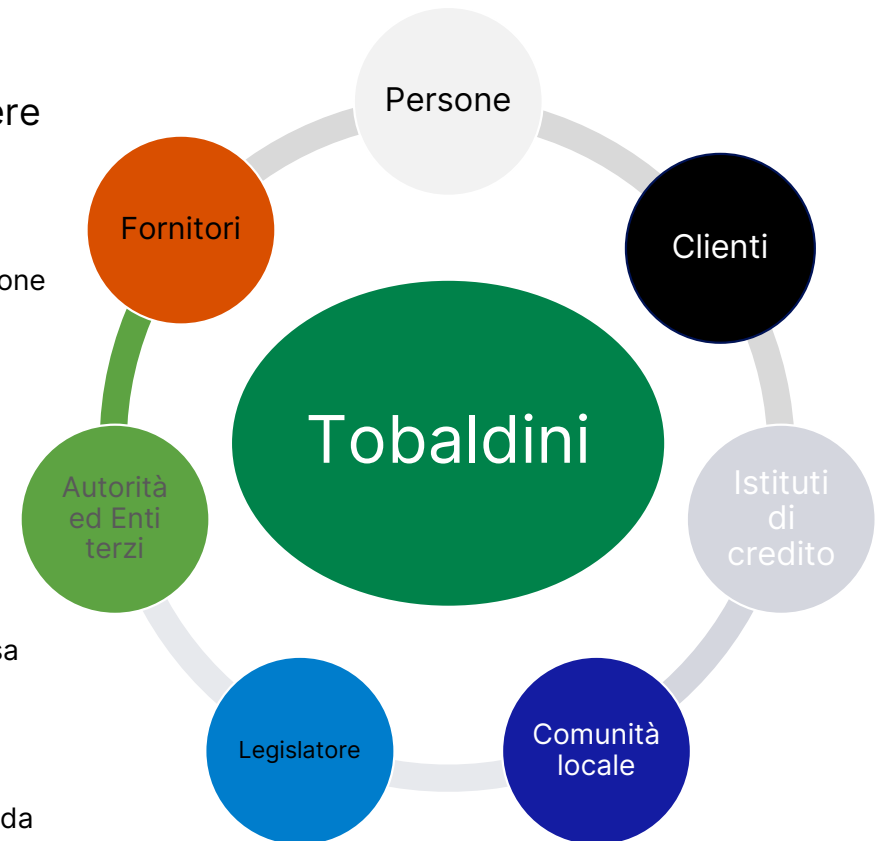 ere
one
sa
da
Persone
Clienti
Istituti
di
credito
Comunità
locale
Legislatore
Autorità
ed Enti
terzi
Fornitori
Tobaldini